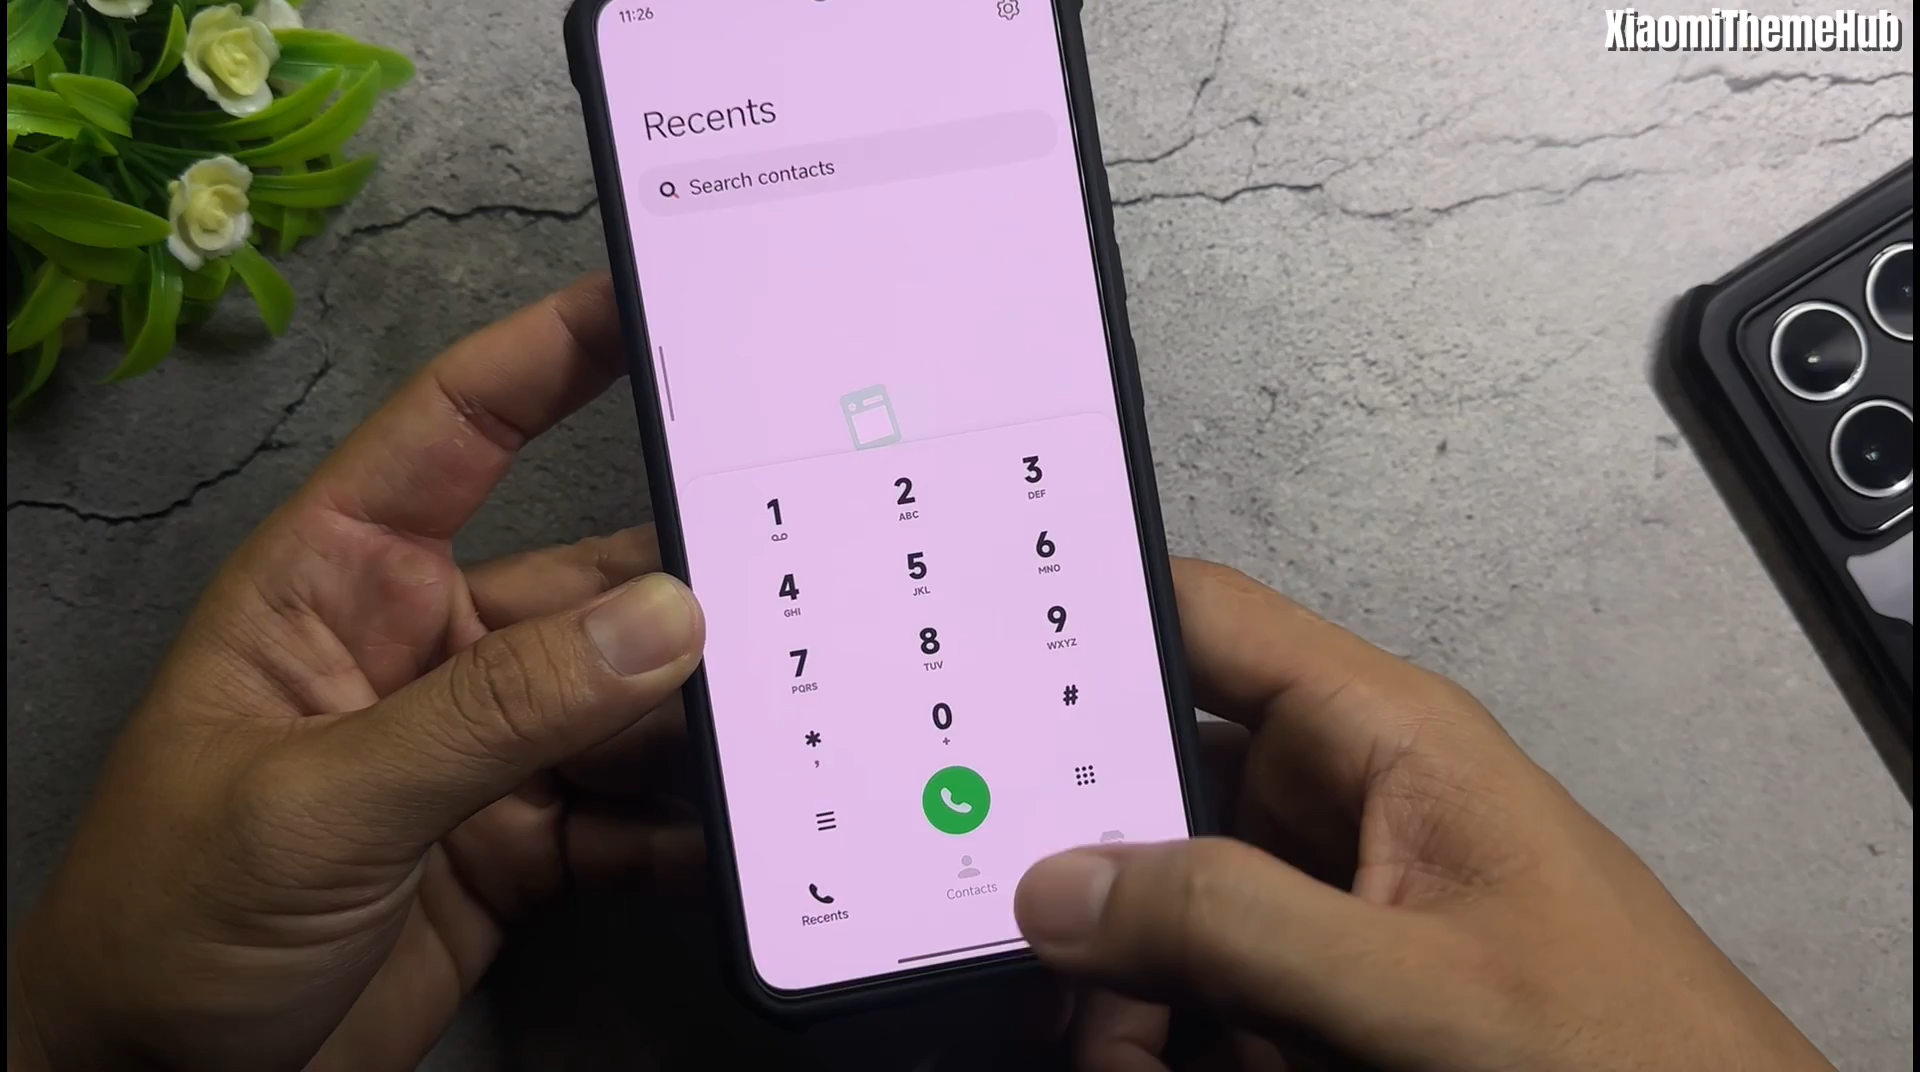 XiaomiThemeHub
11:26
Recents
Search contacts
1
2
ABC
3
DEF
4
GHI
5
JKL
6
MNO
7
PQRS
8
TUV
9
WXYZ
*
,
0
+
#
Recents
Contacts